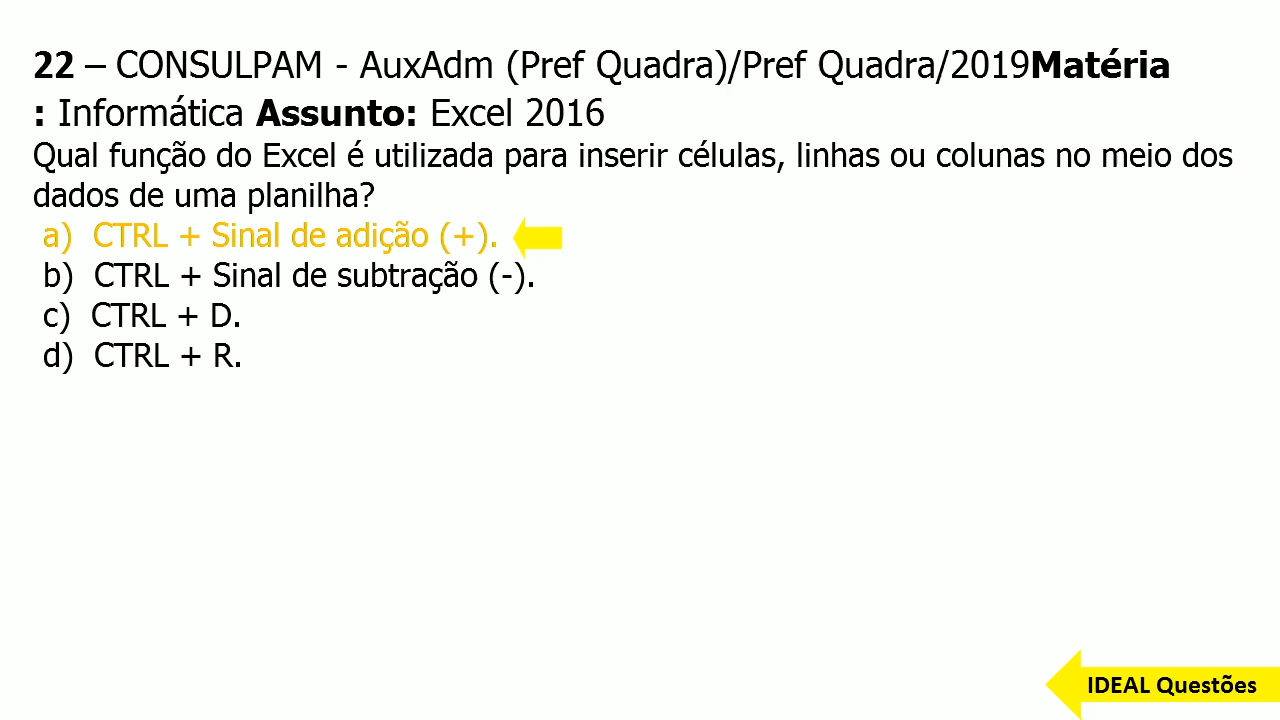 22 – CONSULPAM - AuxAdm (Pref Quadra)/Pref Quadra/2019Matéria
: Informática Assunto: Excel 2016
Qual função do Excel é utilizada para inserir células, linhas ou colunas no meio dos
dados de uma planilha?
a) CTRL + Sinal de adição (+).
b) CTRL + Sinal de subtração (-).
c) CTRL + D.
d) CTRL + R.
IDEAL Questões